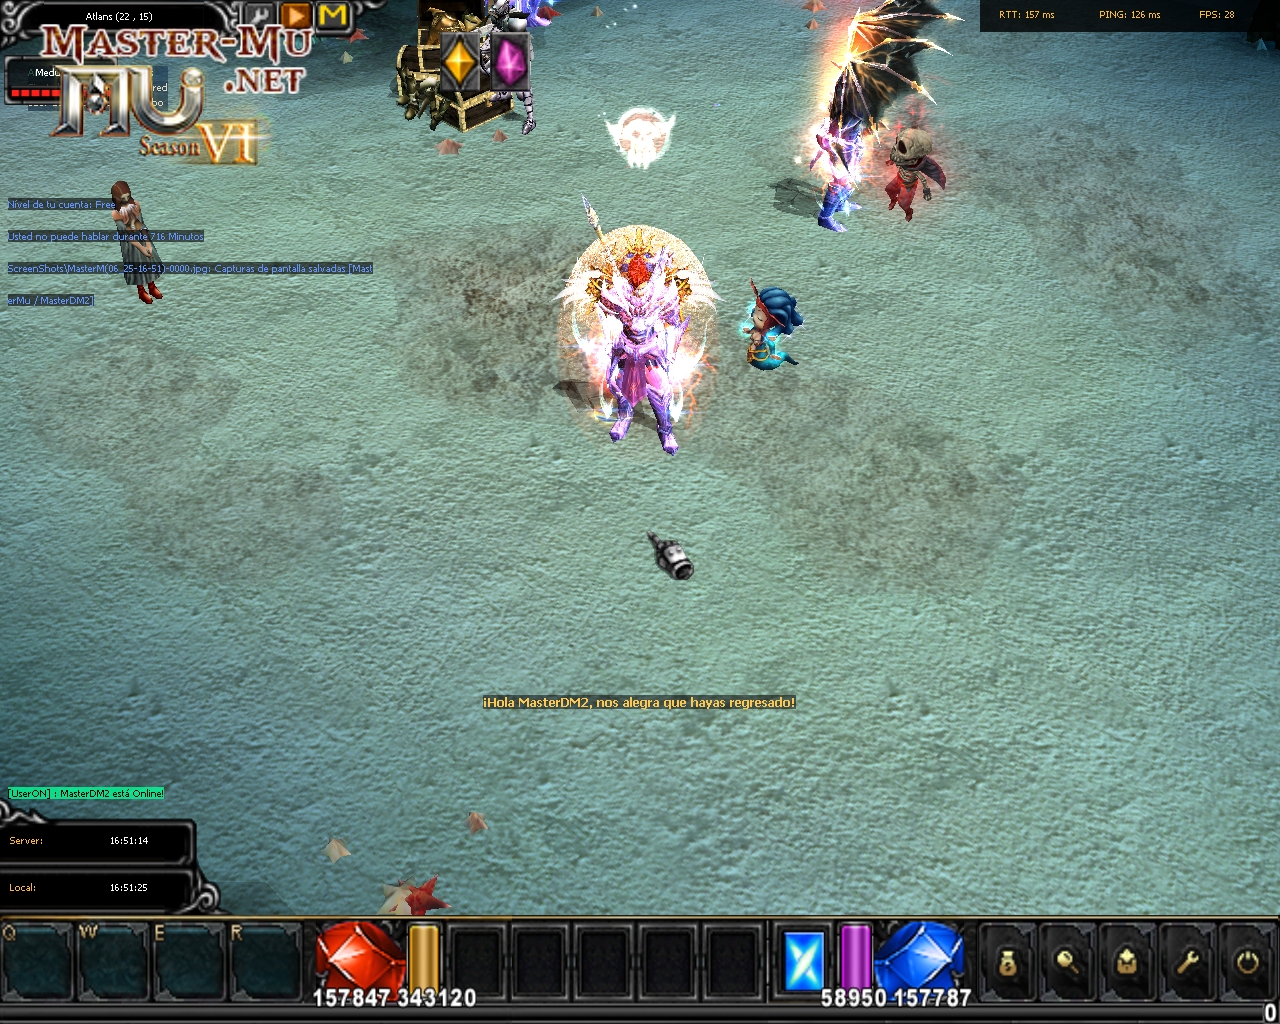 Atlans (22 , 15)
RTT: 157 ms PING: 126 ms FPS: 28
MASTER-MU
.NET
MU
Season VI
Medu
red
Nível de tu cuenta: Free
Usted no puede hablar durante 716 Minutos
ScreenShots\MasterM(06_25-16-51)-0000.jpg: Capturas de pantalla salvadas [Mast
erMu / MasterDM2]
¡Hola MasterDM2, nos alegra que hayas regresado!
[UserON] : MasterDM2 está Online!
Server: 16:51:14
Local: 16:51:25
Q W E R
157847 343120 58950 157787
0